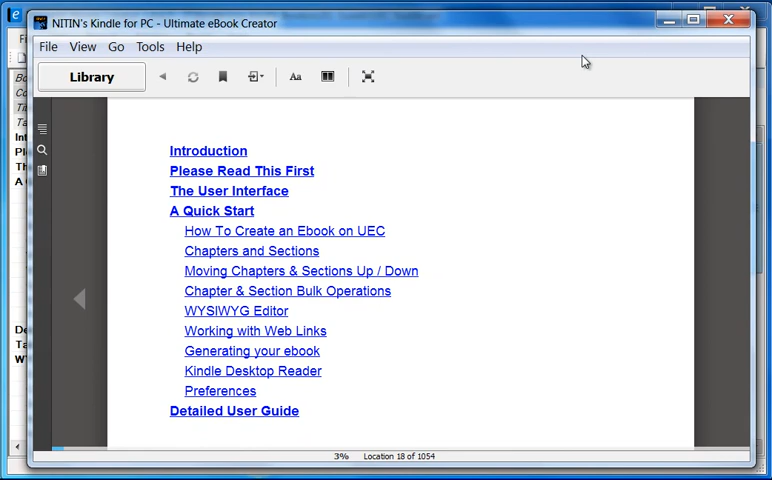 NITIN's Kindle for PC - Ultimate eBook Creator
File View Go Tools Help
Library
Aa
Introduction
Please Read This First
The User Interface
A Quick Start
How To Create an Ebook on UEC
Chapters and Sections
Moving Chapters & Sections Up / Down
Chapter & Section Bulk Operations
WYSIWYG Editor
Working with Web Links
Generating your ebook
Kindle Desktop Reader
Preferences
Detailed User Guide
3% Location 18 of 1054